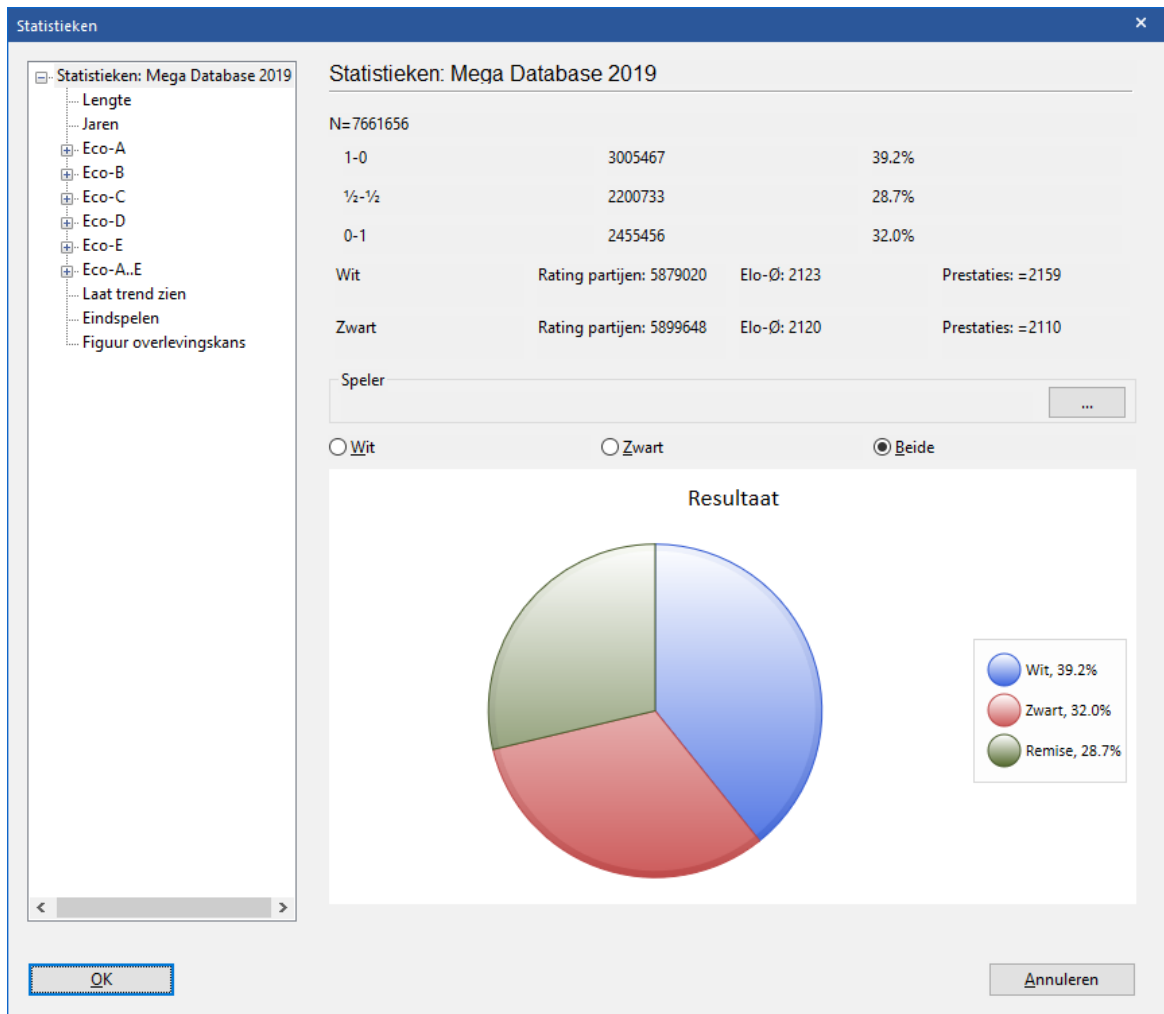 Statistieken
Statistieken: Mega Database 2019
Lengte
Jaren
Eco-A
Eco-B
Eco-C
Eco-D
Eco-E
Eco-A..E
Laat trend zien
Eindspelen
Figuur overlevingskans
Statistieken: Mega Database 2019
N=7661656
1-0 3005467 39.2%
½-½ 2200733 28.7%
0-1 2455456 32.0%
Wit Rating partijen: 5879020 Elo-Ø: 2123 Prestaties: =2159
Zwart Rating partijen: 5899648 Elo-Ø: 2120 Prestaties: =2110
Speler
...
Wit Zwart Beide
Resultaat
Wit, 39.2%
Zwart, 32.0%
Remise, 28.7%
OK Annuleren